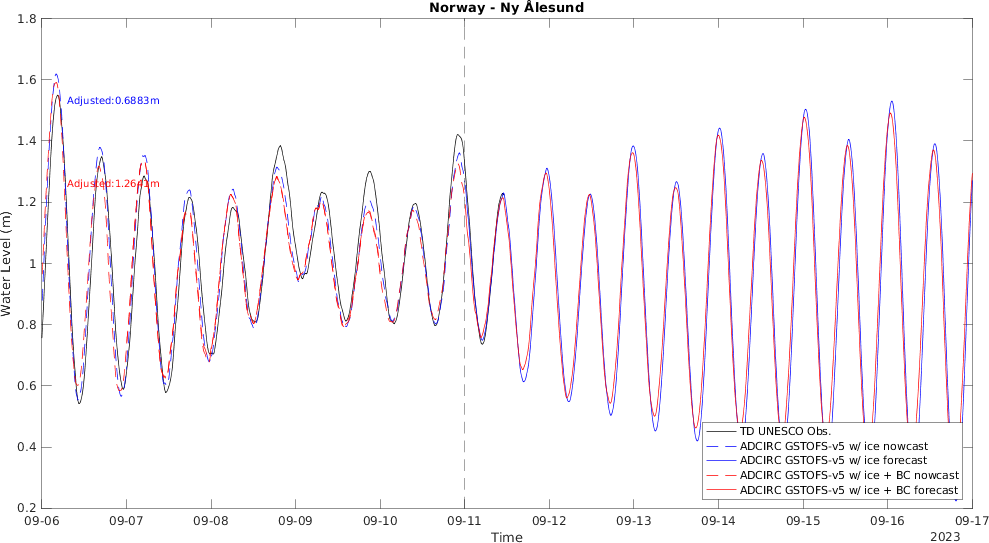 Norway - Ny Ålesund
1.8
1.6
1.4
1.2
1
0.8
0.6
0.4
0.2
Water Level (m)
Adjusted:0.6883m
TD UNESCO Obs.
ADCIRC GSTOFS-v5 w/ ice nowcast
ADCIRC GSTOFS-v5 w/ ice forecast
ADCIRC GSTOFS-v5 w/ ice + BC nowcast
ADCIRC GSTOFS-v5 w/ ice + BC forecast
09-06 09-07 09-08 09-09 09-10 09-11 09-12 09-13 09-14 09-15 09-16 09-17
Time
2023